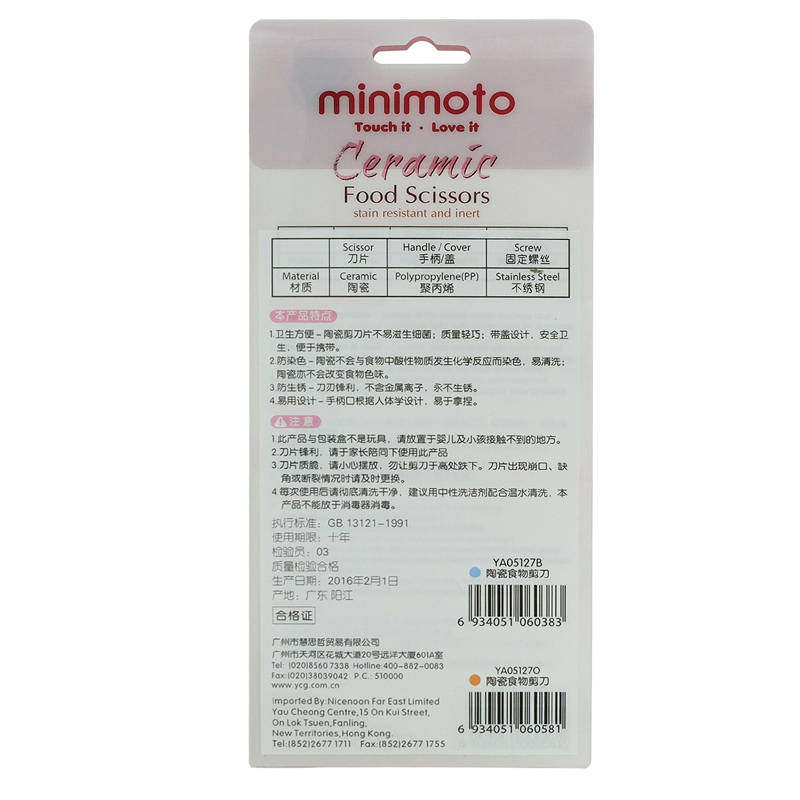 minimoto
Touch it · Love it
Ceramic
Food Scissors
stain resistant and inert
Scissor Handle / Cover Screw
刀片 手柄/盖 固定螺丝
Material Ceramic Polypropylene(PP) Stainless Steel
材质 陶瓷 聚丙烯 不绣钢
本产品特点
1.卫生方便－陶瓷剪刀片不易滋生细菌；质量轻巧；带盖设计，安全卫
生，便于携带。
2.防染色－陶瓷不会与食物中酸性物质发生化学反应而染色，易清洗；
陶瓷亦不会改变食物色味。
3.防生锈－刀刃锋利，不含金属离子，永不生锈。
4.易用设计－手柄口根据人体学设计，易于拿捏。
注 意
1.此产品与包装盒不是玩具，请放置于婴儿及小孩接触不到的地方。
2.刀片锋利，请于家长陪同下使用此产品
3.刀片质脆，请小心摆放，勿让剪刀于高处跌下。刀片出现崩口、缺
角或断裂情况时请及时更换。
4.每次使用后请彻底清洗干净，建议用中性洗洁剂配合温水清洗，本
产品不能放于消毒器消毒。
执行标准：GB 13121-1991
使用期限：十年
检验员：03
质量检验合格
生产日期：2016年2月1日
产地：广东 阳江
合格证
YA05127B
陶瓷食物剪刀
6 934051 060383
广州市慧思哲贸易有限公司
广州市天河区花城大道20号远洋大厦601A室
Tel: (020)8560 7338 Hotline:400-882-0083
Fax:(020)38039042 P.C.: 510000
www.ycg.com.cn
YA05127O
陶瓷食物剪刀
6 934051 060581
Imported By:Nicenoon Far East Limited
Yau Cheong Centre,15 On Kui Street,
On Lok Tsuen,Fanling,
New Territories,Hong Kong.
Tel:(852)2677 1711 Fax:(852)2677 1755